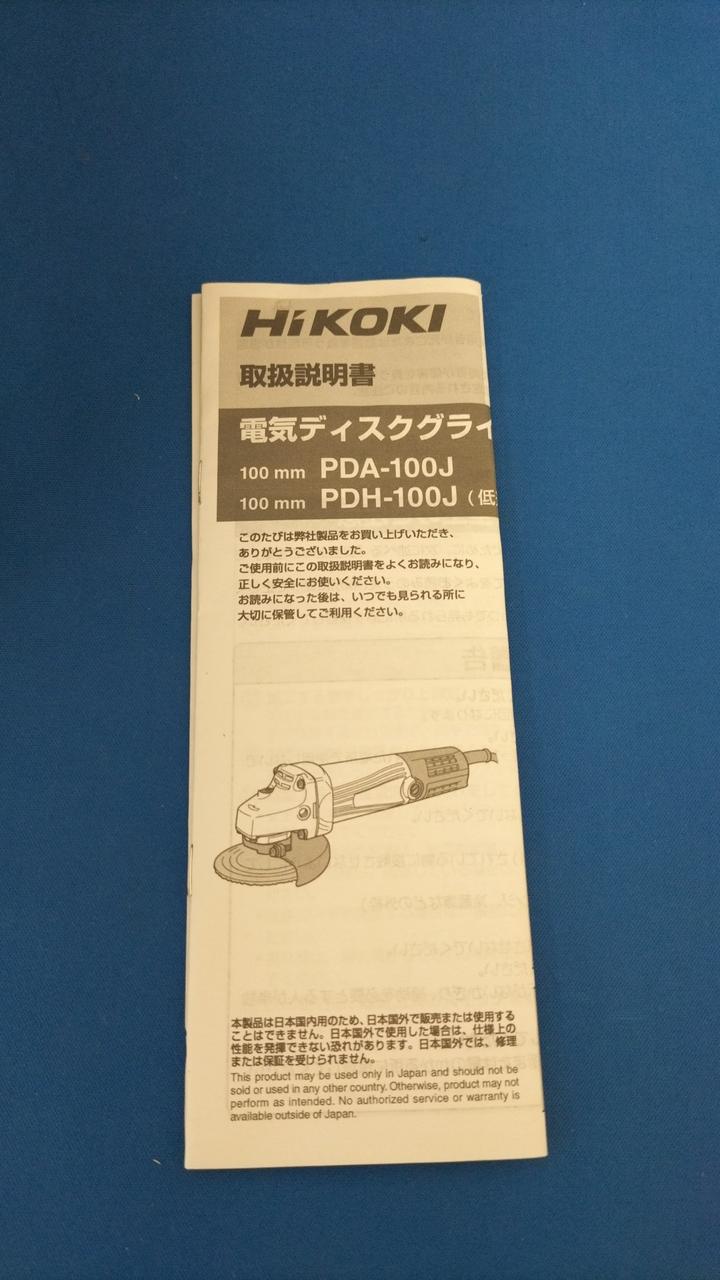 HiKOKI
取扱説明書
電気ディスクグライ
100 mm PDA-100J
100 mm PDH-100J (低
このたびは弊社製品をお買い上げいただき、
ありがとうございました。
ご使用前にこの取扱説明書をよくお読みになり、
正しく安全にお使いください。
お読みになった後は、いつでも見られる所に
大切に保管してご利用ください。
本製品は日本国内用のため、日本国外で販売または使用する
ことはできません。日本国外で使用した場合は、仕様上の
性能を発揮できない恐れがあります。日本国外では、修理
または保証を受けられません。
This product may be used only in Japan and should not be
sold or used in any other country. Otherwise, product may not
perform as intended. No authorized service or warranty is
available outside of Japan.